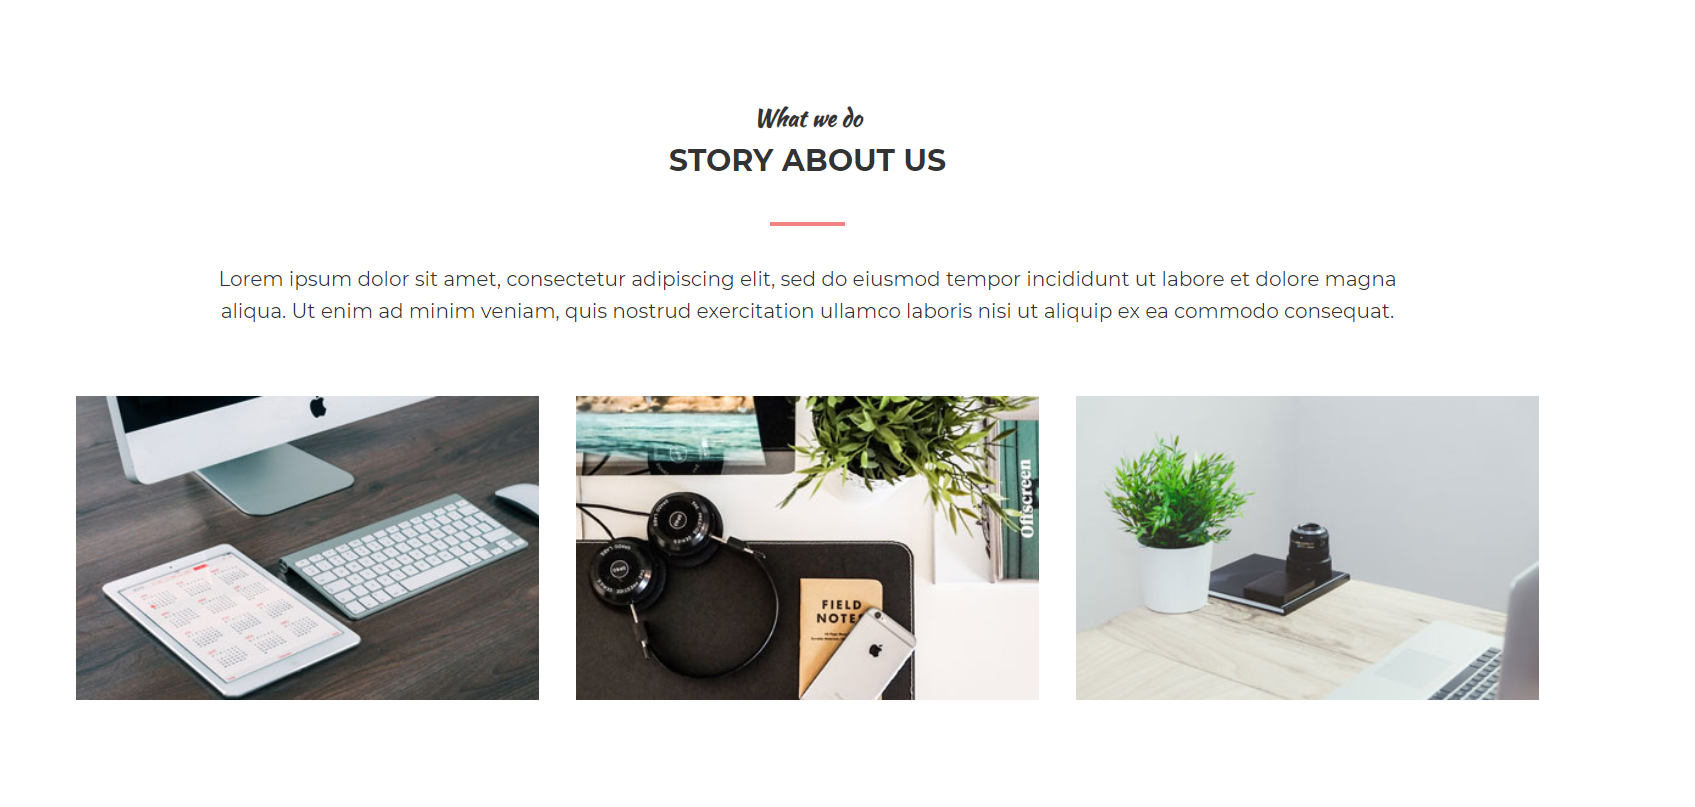 What we do
STORY ABOUT US
Lorem ipsum dolor sit amet, consectetur adipiscing elit, sed do eiusmod tempor incididunt ut labore et dolore magna
aliqua. Ut enim ad minim veniam, quis nostrud exercitation ullamco laboris nisi ut aliquip ex ea commodo consequat.
Offscreen
FIELD
NOTES